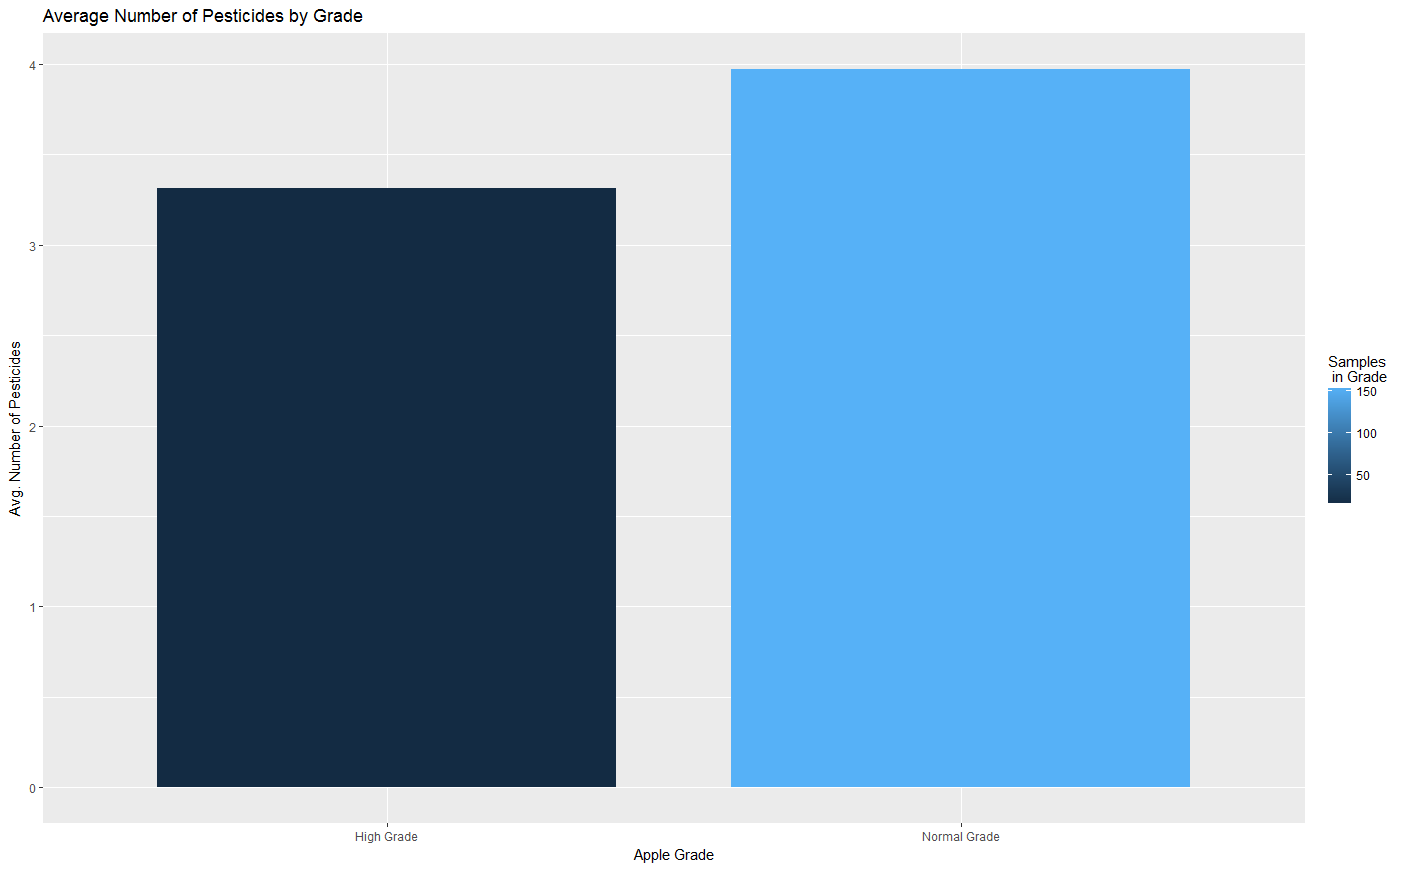 Average Number of Pesticides by Grade
Avg. Number of Pesticides
4
3
2
1
0
High Grade
Normal Grade
Apple Grade
Samples
in Grade
150
100
50